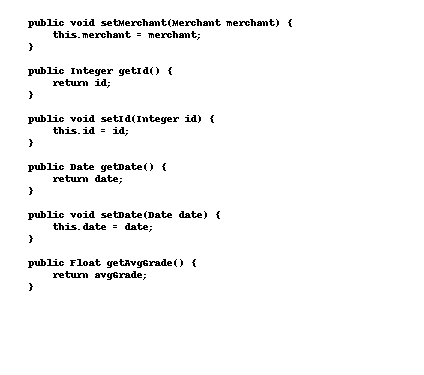 public void setMerchant(Merchant merchant) {
    this.merchant = merchant;
}

public Integer getId() {
    return id;
}

public void setId(Integer id) {
    this.id = id;
}

public Date getDate() {
    return date;
}

public void setDate(Date date) {
    this.date = date;
}

public Float getAvgGrade() {
    return avgGrade;
}